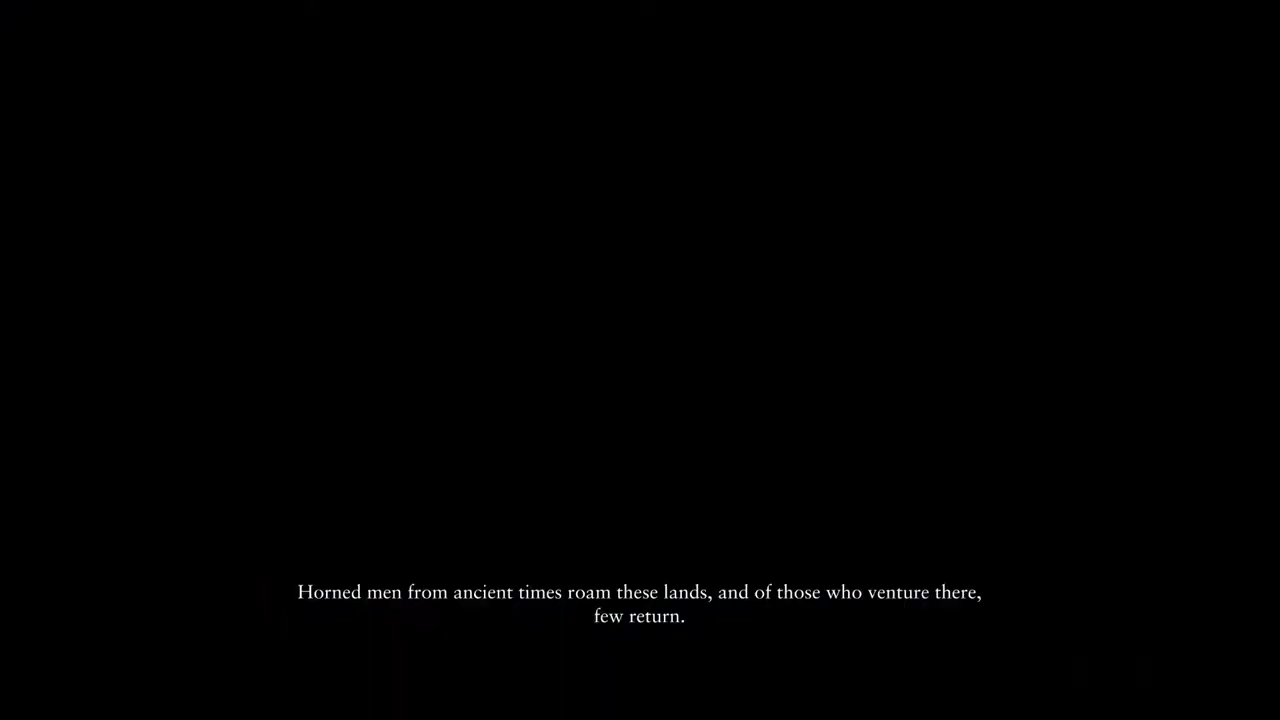 Horned men from ancient times roam these lands, and of those who venture there,
few return.